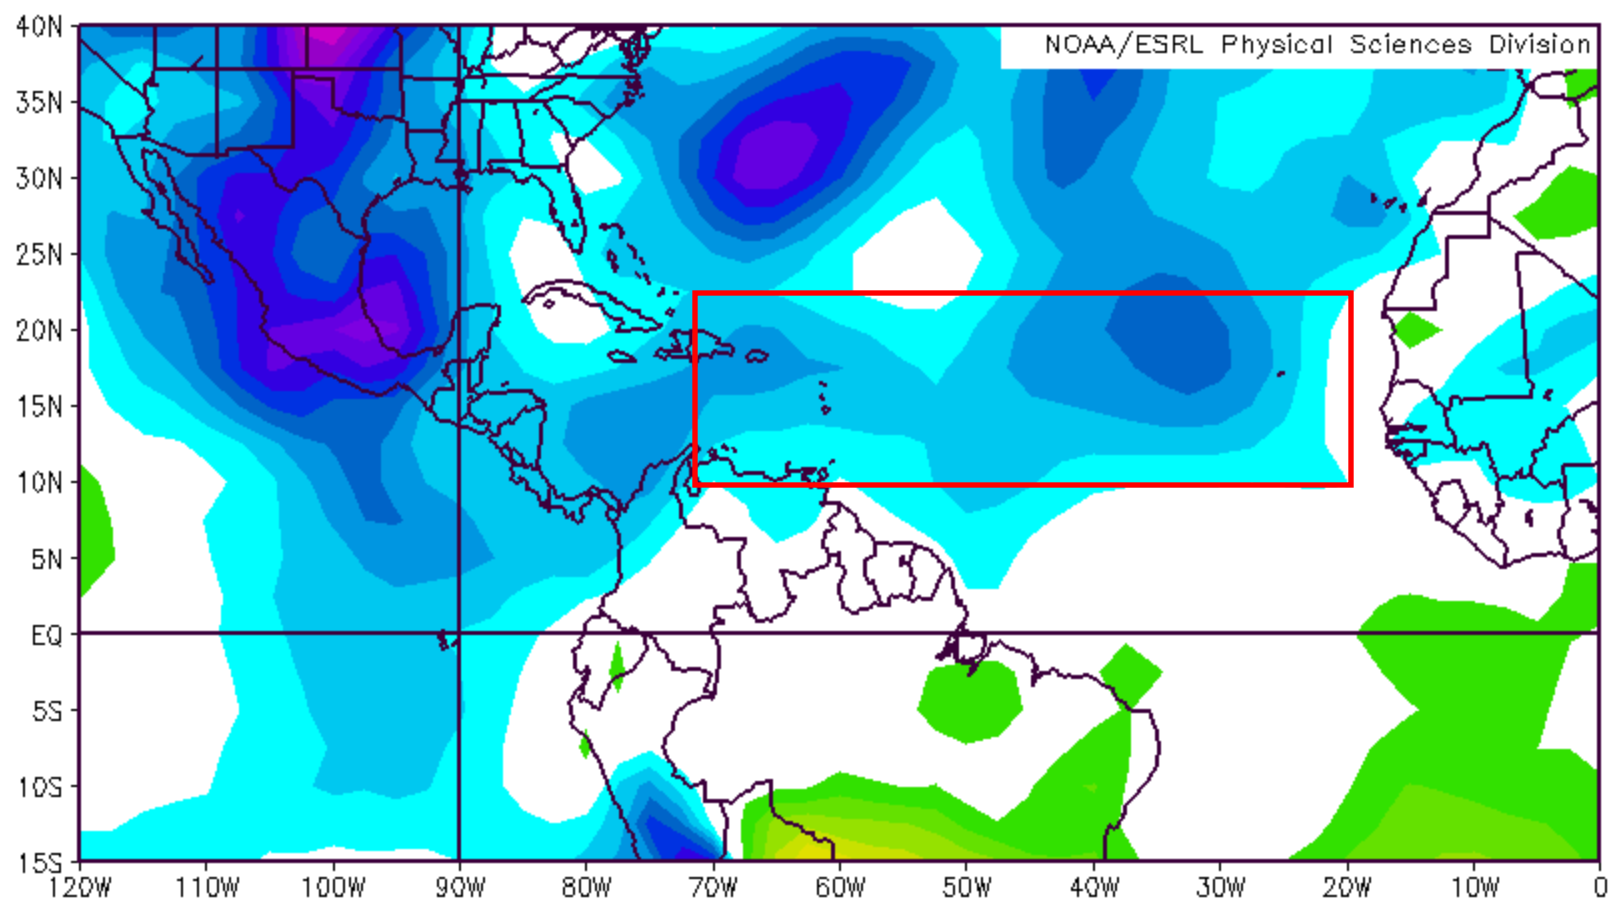 NOAA/ESRL Physical Sciences Division
40N
35N
30N
25N
20N
15N
10N
5N
EQ
5S
10S
15S
120W 110W 100W 90W 80W 70W 60W 50W 40W 30W 20W 10W 0